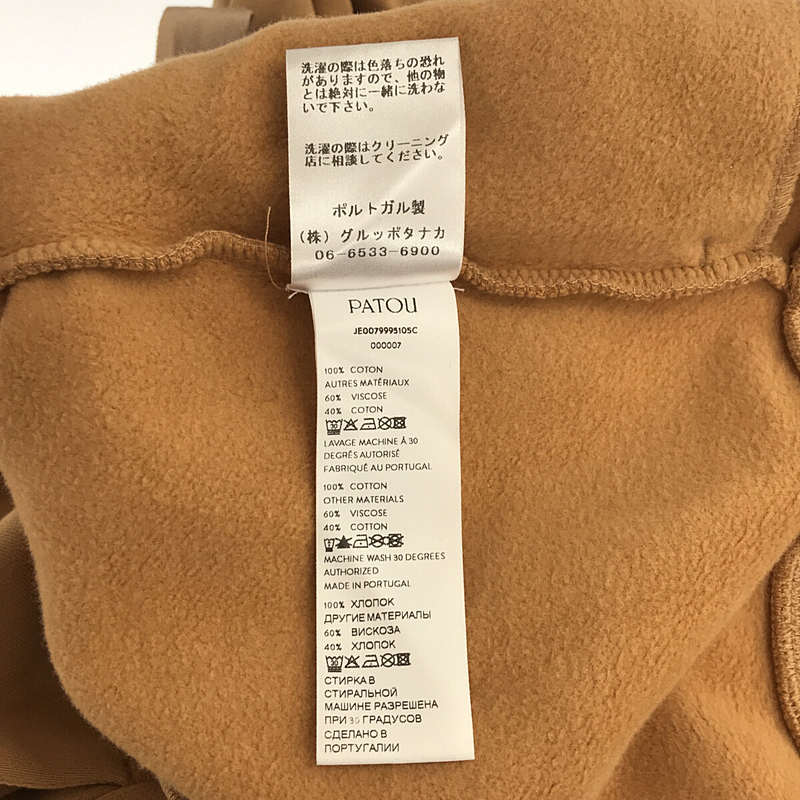 洗濯の際は色落ちの恐れ
がありますので、他の物
とは絶対に一緒に洗わな
いで下さい。
洗濯の際はクリーニング
店に相談してください。
ポルトガル製
(株) グルッポタナカ
06-6533-6900
PATOU
JE0079995105C
000007
100% COTON
AUTRES MATÉRIAUX
60% VISCOSE
40% COTON
LAVAGE MACHINE À 30
DEGRÉS AUTORISÉ
FABRIQUÉ AU PORTUGAL
100% COTTON
OTHER MATERIALS
60% VISCOSE
40% COTTON
MACHINE WASH 30 DEGREES
AUTHORIZED
MADE IN PORTUGAL
100% ХЛОПОК
ДРУГИЕ МАТЕРИАЛЫ
60% ВИСКОЗА
40% ХЛОПОК
СТИРКА В
СТИРАЛЬНОЙ
МАШИНЕ РАЗРЕШЕНА
ПРИ 30 ГРАДУСОВ
СДЕЛАНО В
ПОРТУГАЛИИ